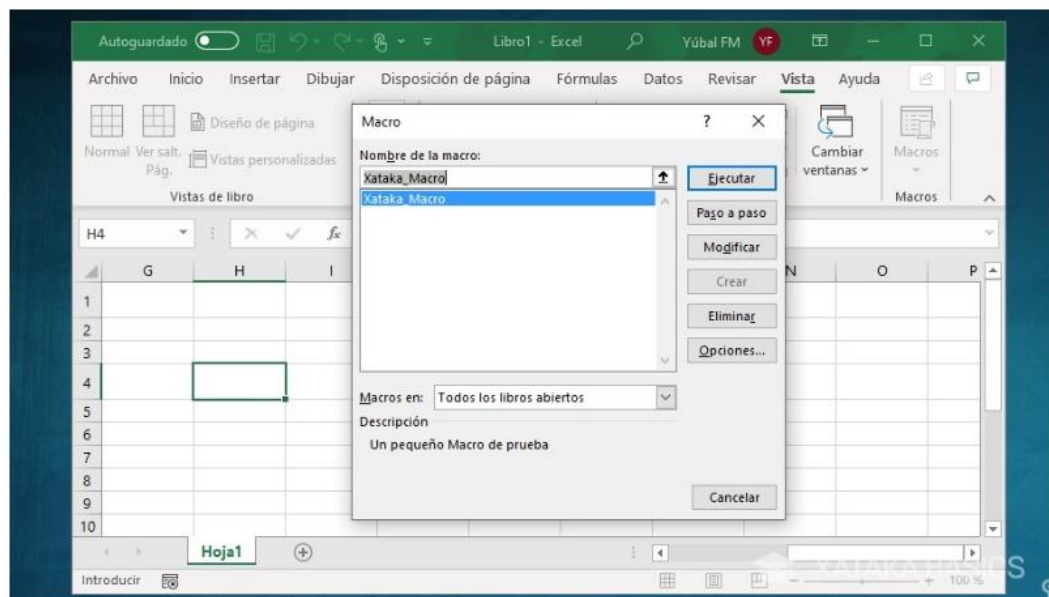 Autoguardado Libro1 - Excel Yúbal FM YF
Archivo Inicio Insertar Dibujar Disposición de página Fórmulas Datos Revisar Vista Ayuda
Normal
Ver salt. Pág.
Diseño de página
Vistas personalizadas
Vistas de libro
Cambiar ventanas
Macros
Macros
Macro ? ×
Nombre de la macro:
Xataka_Macro
Xataka_Macro
Ejecutar
Paso a paso
Modificar
Crear
Eliminar
Opciones...
Macros en: Todos los libros abiertos
Descripción
Un pequeño Macro de prueba
Cancelar
H4 fx
G H I N O P
1
2
3
4
5
6
7
8
9
10
Hoja1
Introducir 100 %
XATAKA BASICS